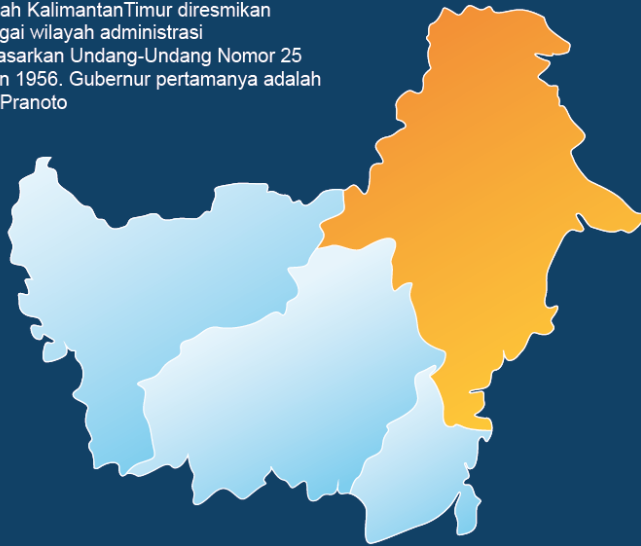 ah KalimantanTimur diresmikan
gai wilayah administrasi
asarkan Undang-Undang Nomor 25
n 1956. Gubernur pertamanya adalah
Pranoto